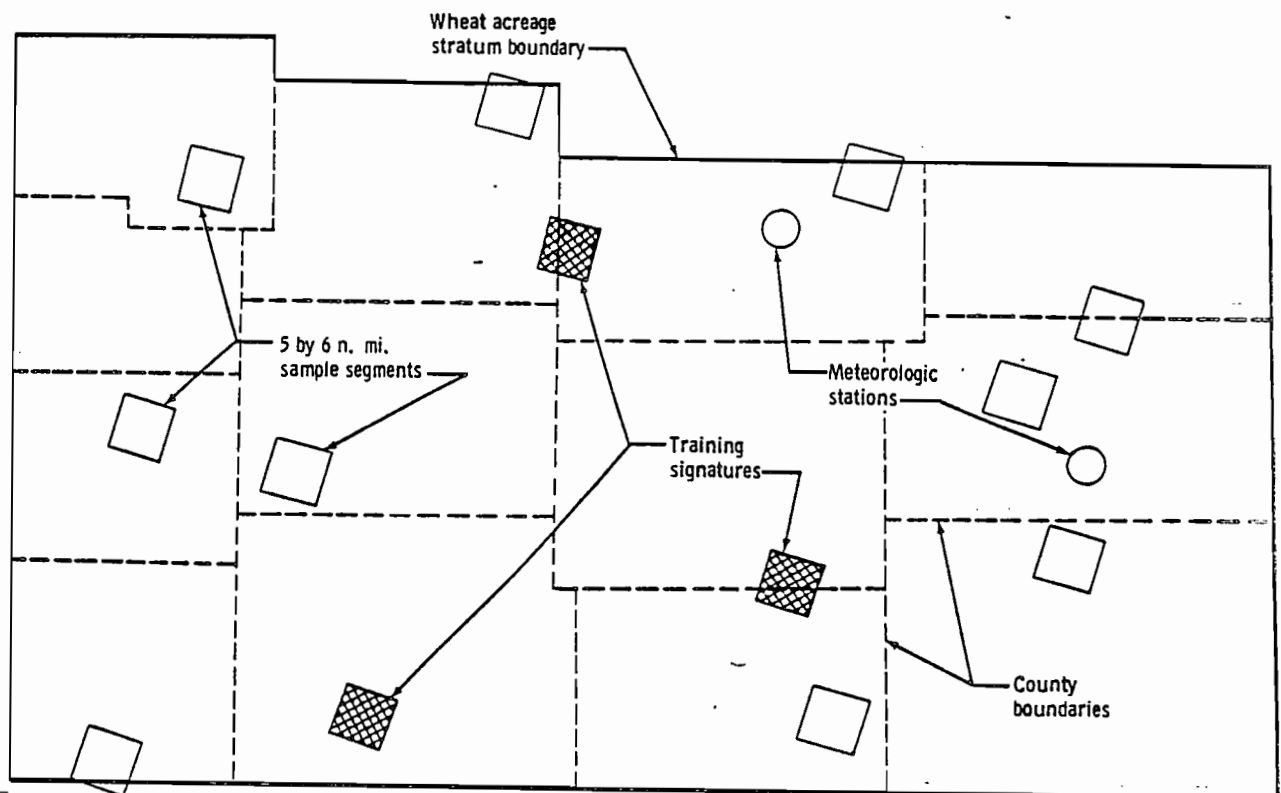 Wheat acreage
stratum boundary
5 by 6 n. mi.
sample segments
Meteorologic
stations
Training
signatures
County
boundaries